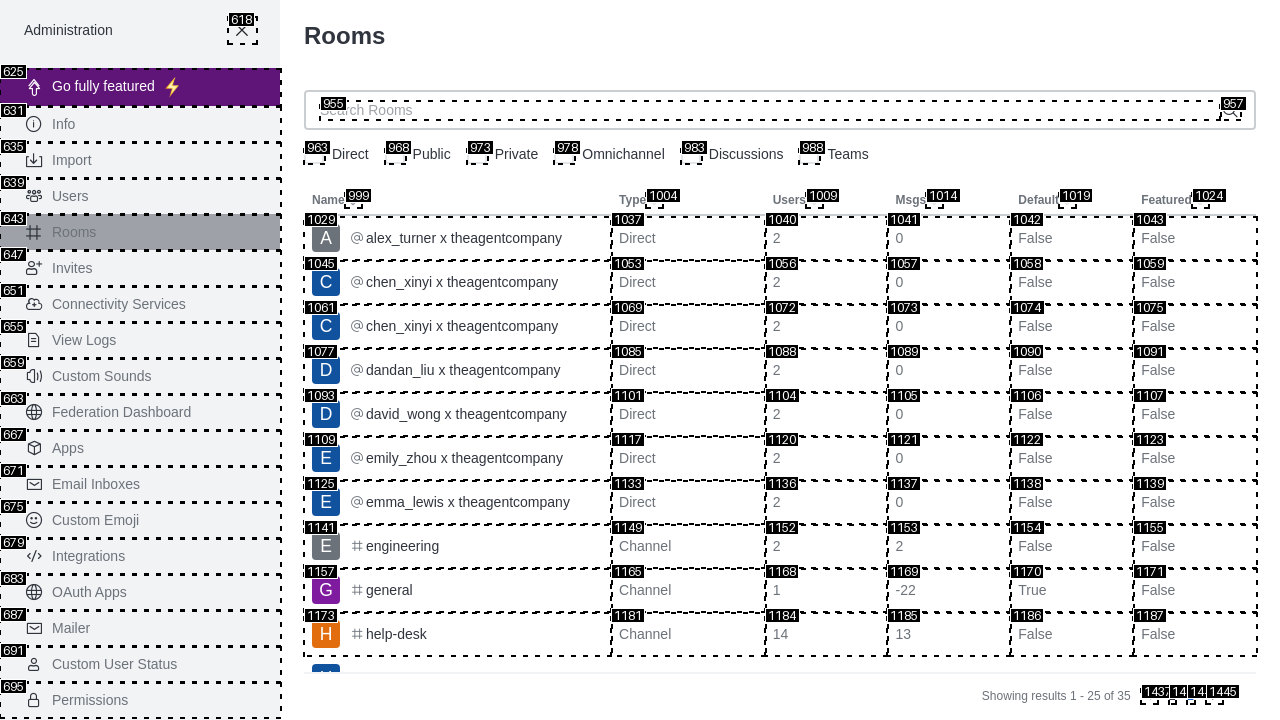 Administration
618
Rooms
625 Go fully featured ⚡
631 Info
635 Import
639 Users
643 Rooms
647 Invites
651 Connectivity Services
655 View Logs
659 Custom Sounds
663 Federation Dashboard
667 Apps
671 Email Inboxes
675 Custom Emoji
679 Integrations
683 OAuth Apps
687 Mailer
691 Custom User Status
695 Permissions
955 Search Rooms 957
963 Direct 968 Public 973 Private 978 Omnichannel 983 Discussions 988 Teams
Name 999 Type 1004 Users 1009 Msgs 1014 Default 1019 Featured 1024
1029 1037 1040 1041 1042 1043
A @ alex_turner x theagentcompany Direct 2 0 False False
1045 1053 1056 1057 1058 1059
C @ chen_xinyi x theagentcompany Direct 2 0 False False
1061 1069 1072 1073 1074 1075
C @ chen_xinyi x theagentcompany Direct 2 0 False False
1077 1085 1088 1089 1090 1091
D @ dandan_liu x theagentcompany Direct 2 0 False False
1093 1101 1104 1105 1106 1107
D @ david_wong x theagentcompany Direct 2 0 False False
1109 1117 1120 1121 1122 1123
E @ emily_zhou x theagentcompany Direct 2 0 False False
1125 1133 1136 1137 1138 1139
E @ emma_lewis x theagentcompany Direct 2 0 False False
1141 1149 1152 1153 1154 1155
E # engineering Channel 2 2 False False
1157 1165 1168 1169 1170 1171
G # general Channel 1 -22 True False
1173 1181 1184 1185 1186 1187
H # help-desk Channel 14 13 False False
Showing results 1 - 25 of 35 1437 14 14 1445